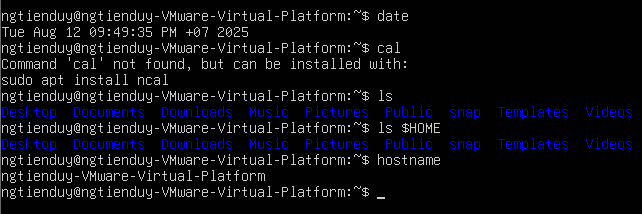 ngtienduy@ngtienduy-VMware-Virtual-Platform:~$ date
Tue Aug 12 09:49:35 PM +07 2025
ngtienduy@ngtienduy-VMware-Virtual-Platform:~$ cal
Command 'cal' not found, but can be installed with:
sudo apt install ncal
ngtienduy@ngtienduy-VMware-Virtual-Platform:~$ ls
Desktop  Documents  Downloads  Music  Pictures  Public  snap  Templates  Videos
ngtienduy@ngtienduy-VMware-Virtual-Platform:~$ ls $HOME
Desktop  Documents  Downloads  Music  Pictures  Public  snap  Templates  Videos
ngtienduy@ngtienduy-VMware-Virtual-Platform:~$ hostname
ngtienduy-VMware-Virtual-Platform
ngtienduy@ngtienduy-VMware-Virtual-Platform:~$ _